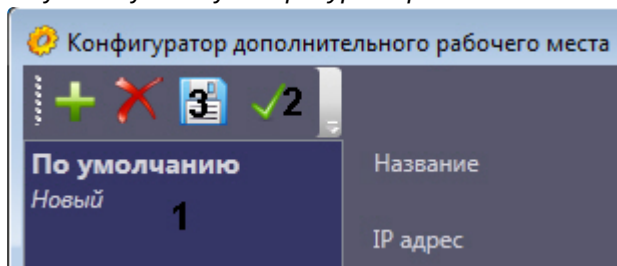 Конфигуратор дополнительного рабочего места
3 2
По умолчанию
Новый
1
Название
IP адрес